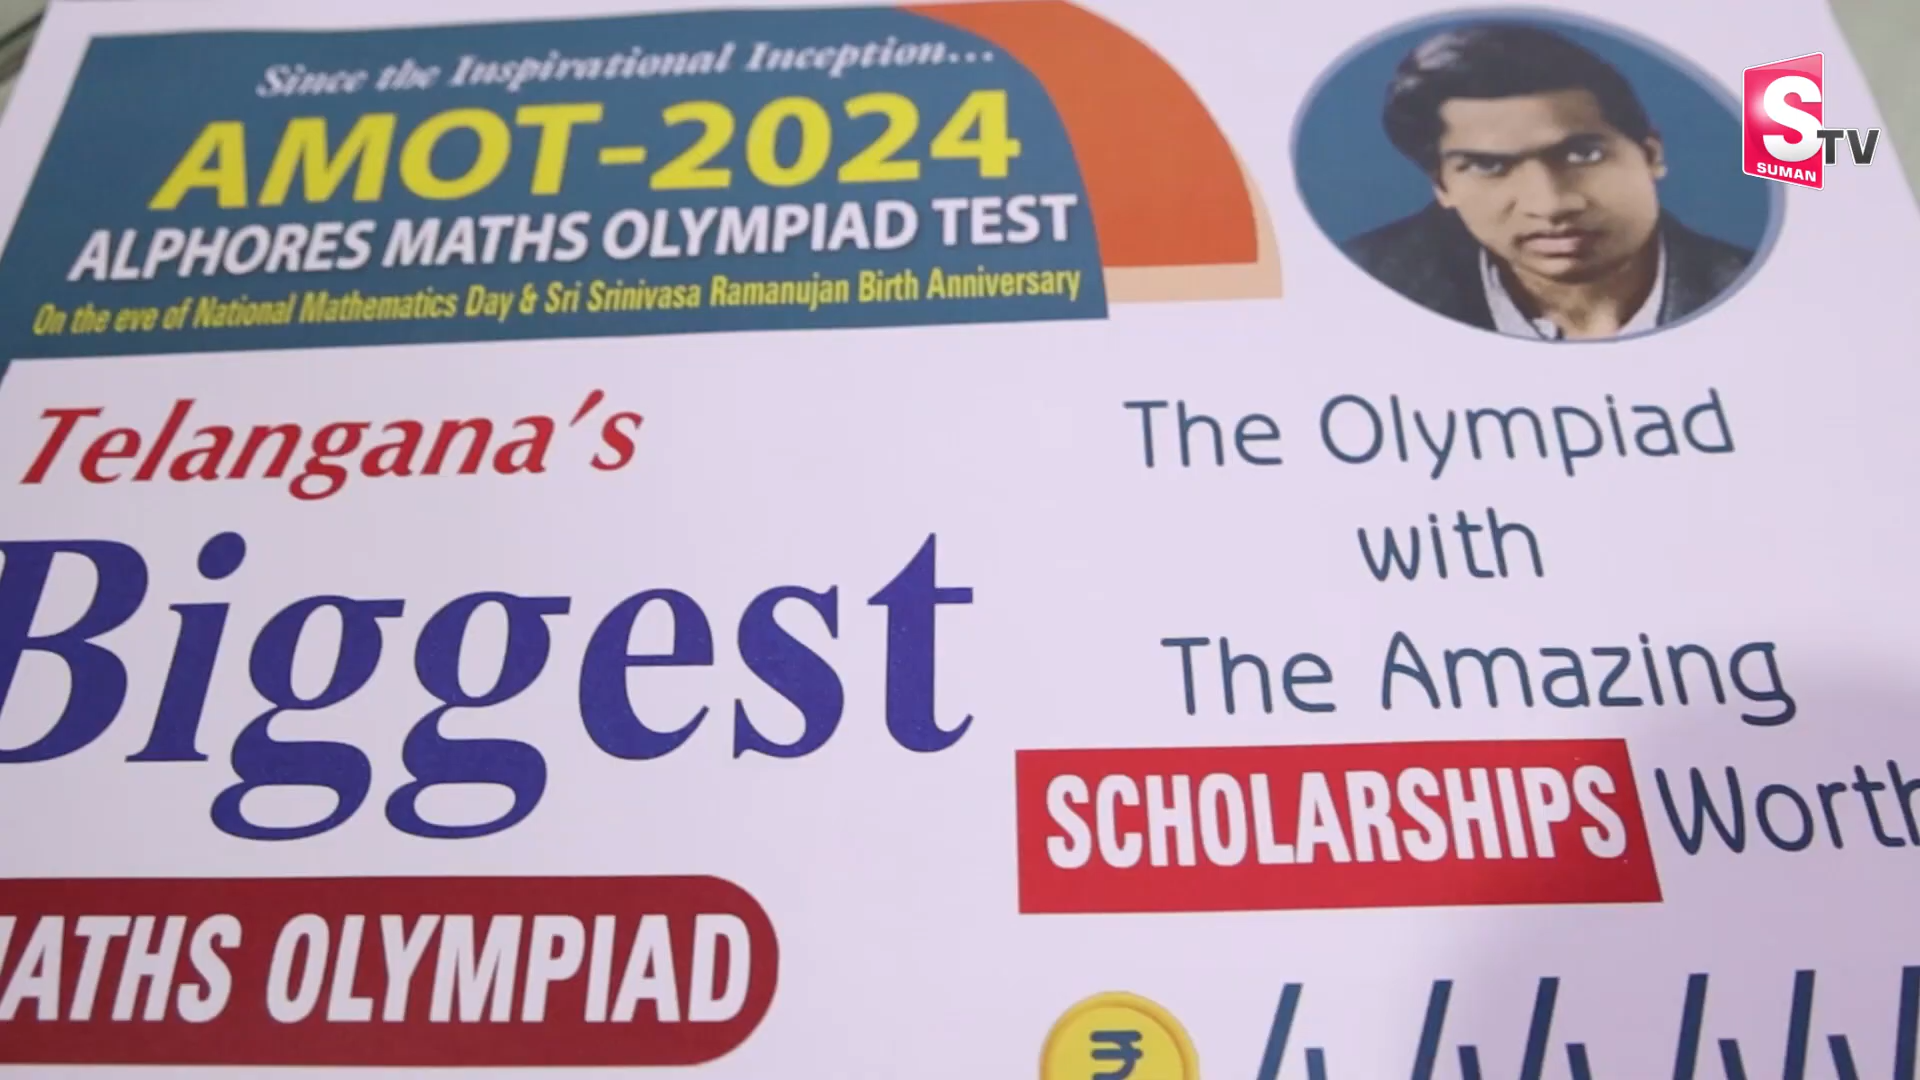 Since the Inspirational Inception...
AMOT-2024
ALPHORES MATHS OLYMPIAD TEST
On the eve of National Mathematics Day & Sri Srinivasa Ramanujan Birth Anniversary
Telangana's
Biggest
MATHS OLYMPIAD
The Olympiad
with
The Amazing
SCHOLARSHIPS Worth
₹
S TV
SUMAN